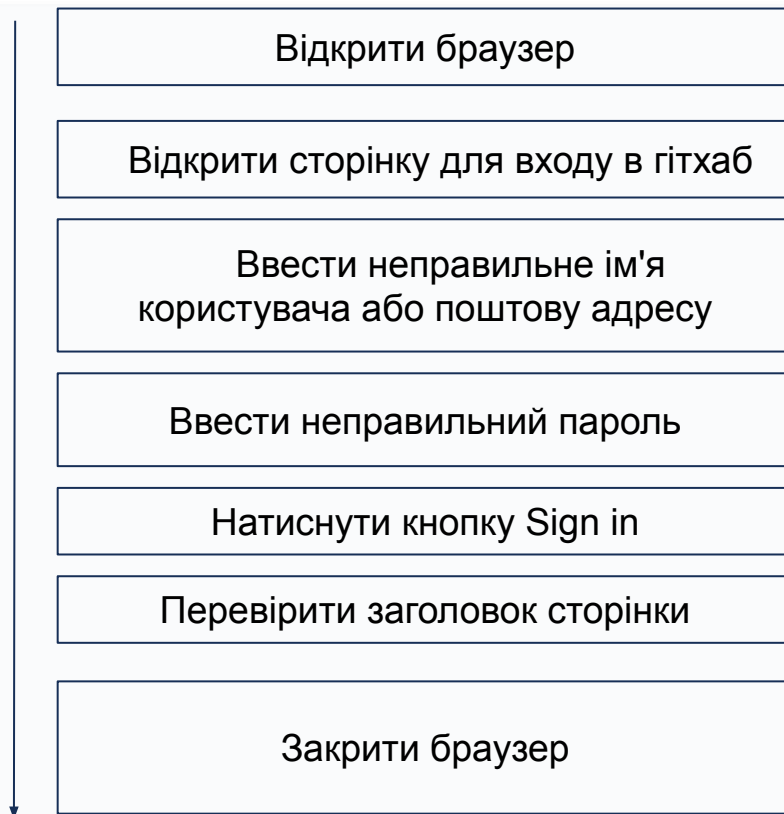 Відкрити браузер
Відкрити сторінку для входу в гітхаб
Ввести неправильне ім'я
користувача або поштову адресу
Ввести неправильний пароль
Натиснути кнопку Sign in
Перевірити заголовок сторінки
Закрити браузер